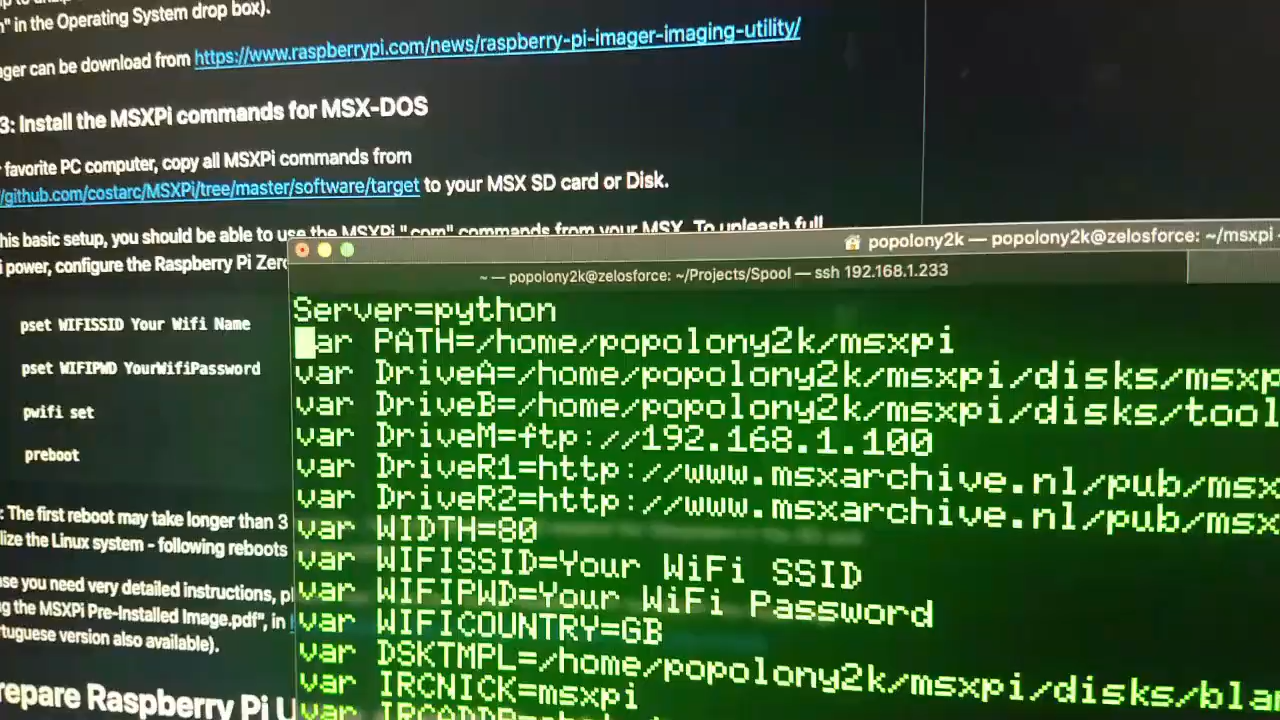 in the Operating System drop box).
ager can be download from https://www.raspberrypi.com/news/raspberry-pi-imager-imaging-utility/
3: Install the MSXPi commands for MSX-DOS
favorite PC computer, copy all MSXPi commands from
/github.com/costarc/MSXPi/tree/master/software/target to your MSX SD card or Disk.
his basic setup, you should be able to use the MSXPi ".com" commands from your MSX. To unleash full
i power, configure the Raspberry Pi Zero
pset WIFISSID Your Wifi Name
pset WIFIPWD YourWifiPassword
pwifi set
preboot
: The first reboot may take longer than 3
lize the Linux system - following reboots
se you need very detailed instructions, pl
g the MSXPi Pre-Installed Image.pdf", in
tuguese version also available).
repare Raspberry Pi
popolony2k — popolony2k@zelosforce: ~/msxpi -
~ — popolony2k@zelosforce: ~/Projects/Spool — ssh 192.168.1.233
Server=python
var PATH=/home/popolony2k/msxpi
var DriveA=/home/popolony2k/msxpi/disks/msxp
var DriveB=/home/popolony2k/msxpi/disks/tool
var DriveM=ftp://192.168.1.100
var DriveR1=http://www.msxarchive.nl/pub/msx
var DriveR2=http://www.msxarchive.nl/pub/msx
var WIDTH=80
var WIFISSID=Your WiFi SSID
var WIFIPWD=Your WiFi Password
var WIFICOUNTRY=GB
var DSKTMPL=/home/popolony2k/msxpi/disks/bla
var IRCNICK=msxpi